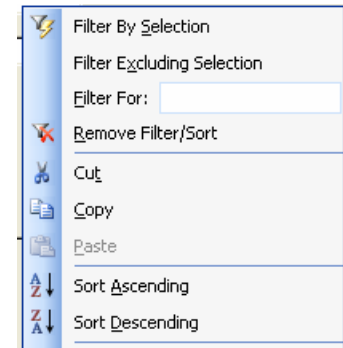 Filter By Selection
Filter Excluding Selection
Filter For:
Remove Filter/Sort
Cut
Copy
Paste
Sort Ascending
Sort Descending